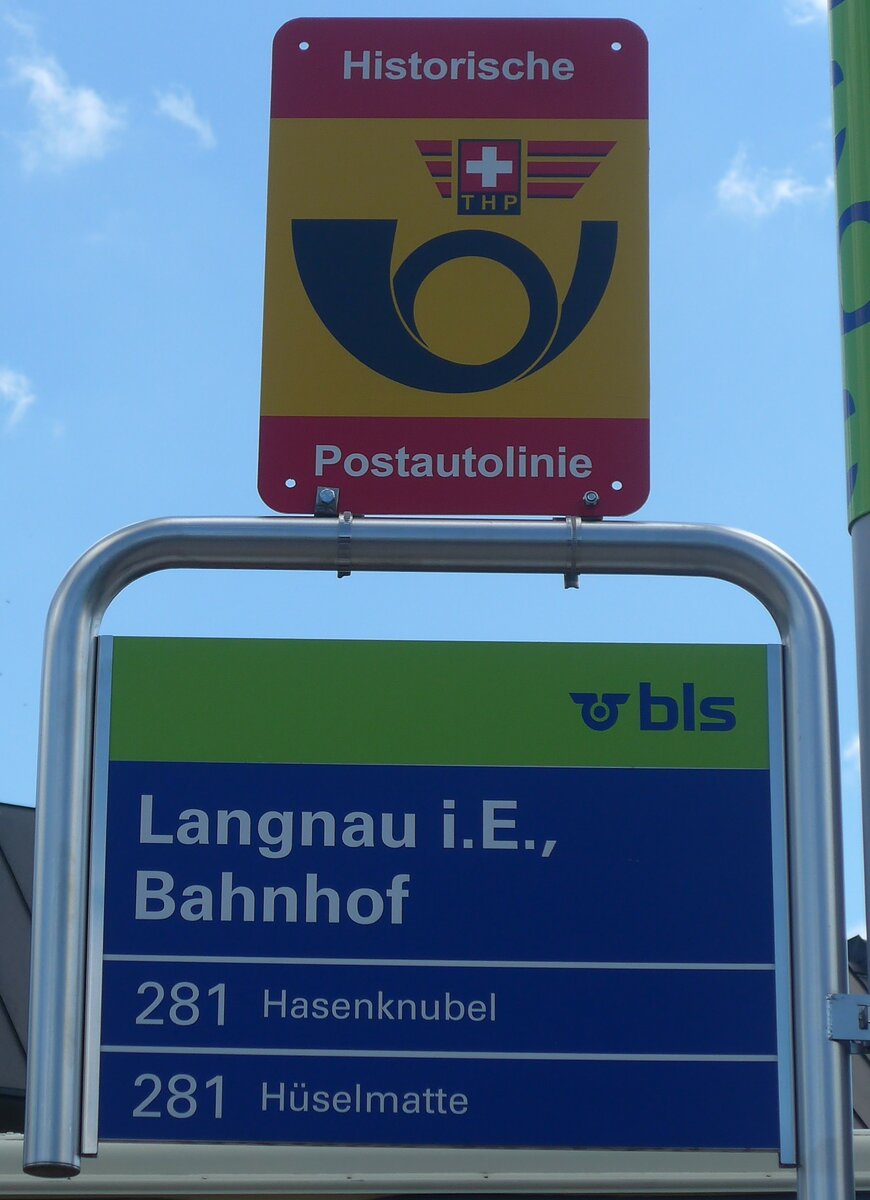 Historische
THP
Postautolinie
bls
Langnau i.E.,
Bahnhof
281 Hasenknubel
281 Hüselmatte